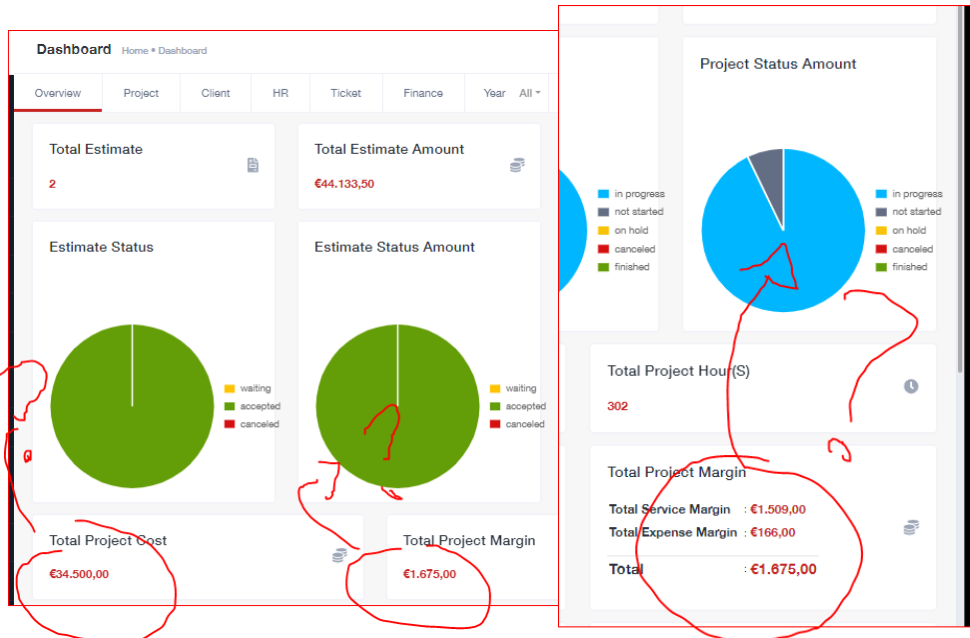 Dashboard Home • Dashboard
Overview Project Client HR Ticket Finance Year All
Total Estimate
2
Total Estimate Amount
€44.133,50
Estimate Status
waiting
accepted
canceled
Estimate Status Amount
waiting
accepted
canceled
Total Project Cost
€34.500,00
Total Project Margin
€1.675,00
in progress
not started
on hold
canceled
finished
Project Status Amount
in progress
not started
on hold
canceled
finished
Total Project Hour(S)
302
Total Project Margin
Total Service Margin : €1.509,00
Total Expense Margin : €166,00
Total : €1.675,00